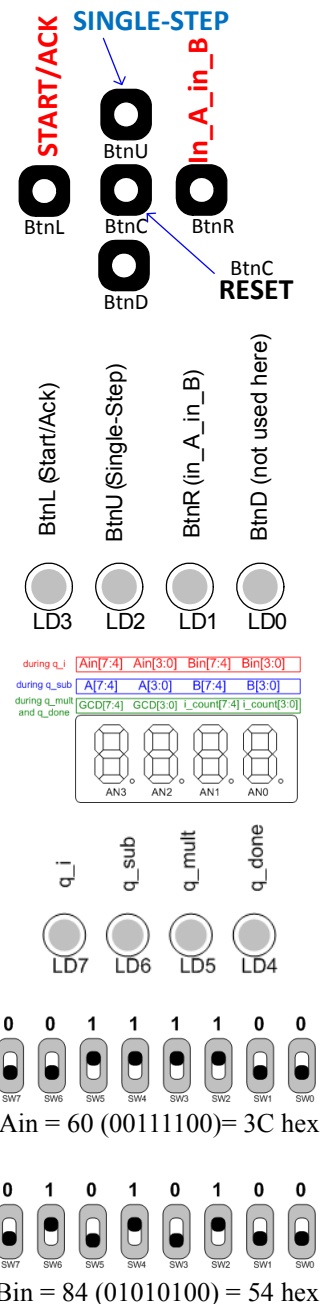 SINGLE-STEP
START/ACK
In_A_in_B
BtnU
BtnL
BtnC
BtnR
BtnD
BtnC
RESET
BtnL (Start/Ack)
BtnU (Single-Step)
BtnR (in_A_in_B)
BtnD (not used here)
LD3 LD2 LD1 LD0
during q_i Ain[7:4] Ain[3:0] Bin[7:4] Bin[3:0]
during q_sub A[7:4] A[3:0] B[7:4] B[3:0]
during q_mult and q_done GCD[7:4] GCD[3:0] i_count[7:4] i_count[3:0]
AN3 AN2 AN1 AN0
q_i
q_sub
q_mult
q_done
LD7 LD6 LD5 LD4
0 0 1 1 1 1 0 0
SW7 SW6 SW5 SW4 SW3 SW2 SW1 SW0
Ain = 60 (00111100)= 3C hex
0 1 0 1 0 1 0 0
SW7 SW6 SW5 SW4 SW3 SW2 SW1 SW0
Bin = 84 (01010100) = 54 hex